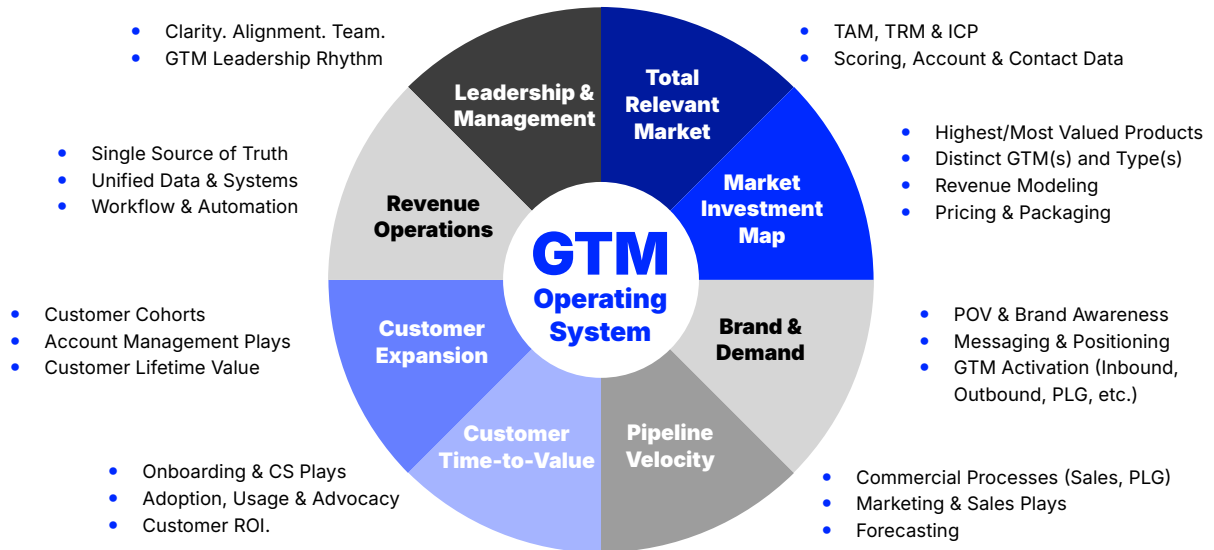 Clarity. Alignment. Team.
GTM Leadership Rhythm
TAM, TRM & ICP
Scoring, Account & Contact Data
Leadership &
Management
Total
Relevant
Market
Highest/Most Valued Products
Distinct GTM(s) and Type(s)
Revenue Modeling
Pricing & Packaging
Single Source of Truth
Unified Data & Systems
Workflow & Automation
Revenue
Operations
Market
Investment
Map
GTM
Operating
System
Customer Cohorts
Account Management Plays
Customer Lifetime Value
Customer
Expansion
Brand &
Demand
POV & Brand Awareness
Messaging & Positioning
GTM Activation (Inbound,
Outbound, PLG, etc.)
Customer
Time-to-Value
Pipeline
Velocity
Onboarding & CS Plays
Adoption, Usage & Advocacy
Customer ROI.
Commercial Processes (Sales, PLG)
Marketing & Sales Plays
Forecasting